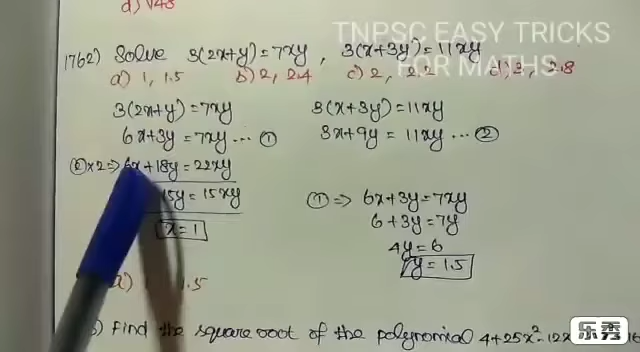 d) √48
TNPSC EASY TRICKS
FOR MATHS
1762) Solve 3(2x+y)=7xy, 3(x+3y)=11xy
a) 1, 1.5 b) 2, 2.4 c) 2, 2.2 d) 2.8
3(2x+y)=7xy 3(x+3y)=11xy
6x+3y=7xy ... ① 3x+9y=11xy ... ②
②×2⇒ 6x+18y=22xy
15y=15xy ①⇒ 6x+3y=7xy
x=1 6+3y=7y
4y=6
y=1.5
a) .5
Find the square root of the polynomial 4+25x²-12x
乐秀